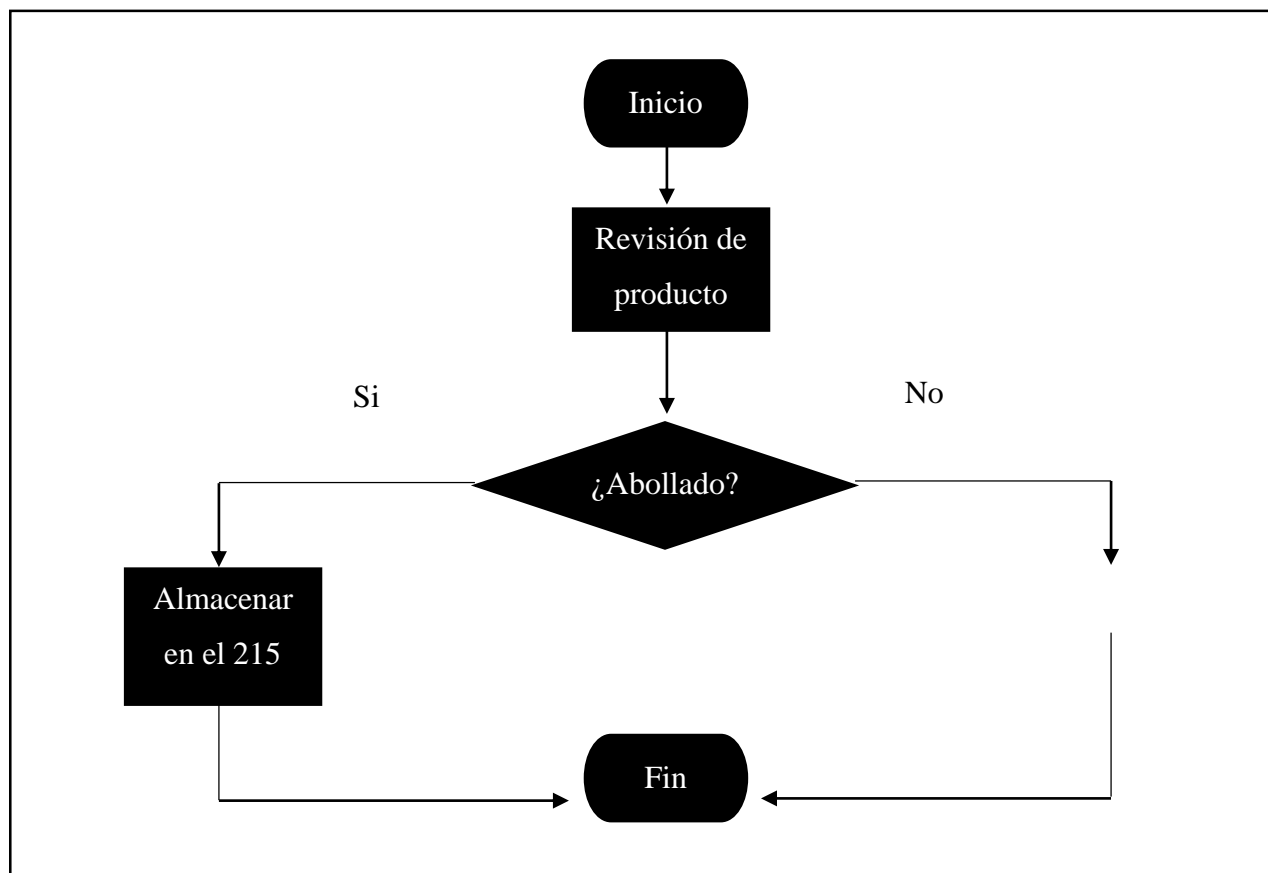 Inicio
Revisión de
producto
Si
No
¿Abollado?
Almacenar
en el 215
Fin